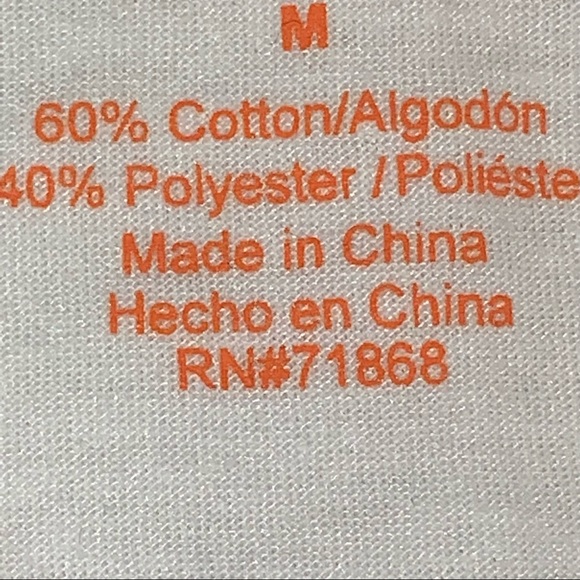 M
60% Cotton/Algodón
40% Polyester / Poliéste
Made in China
Hecho en China
RN#71868